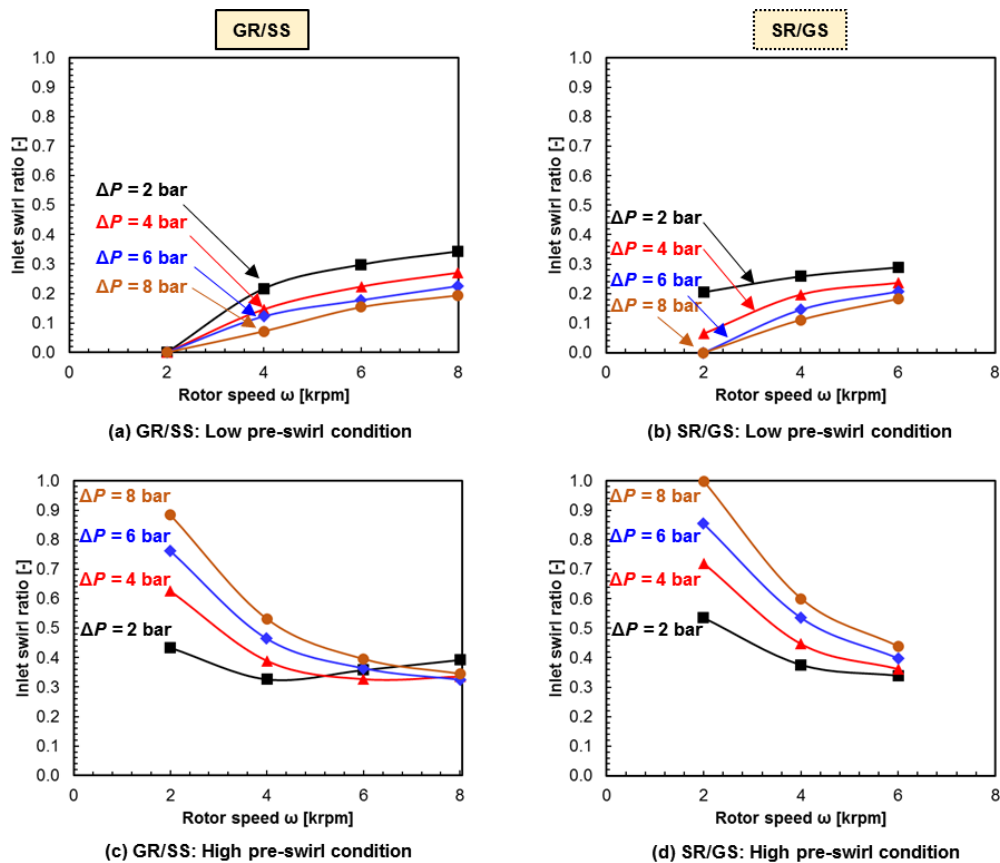 GR/SS
SR/GS
1.0
0.9
0.8
0.7
0.6
0.5
0.4
0.3
0.2
0.1
0.0
Inlet swirl ratio [-]
ΔP = 2 bar
ΔP = 4 bar
ΔP = 6 bar
ΔP = 8 bar
0 2 4 6 8
Rotor speed ω [krpm]
(a) GR/SS: Low pre-swirl condition
1.0
0.9
0.8
0.7
0.6
0.5
0.4
0.3
0.2
0.1
0.0
Inlet swirl ratio [-]
ΔP = 2 bar
ΔP = 4 bar
ΔP = 6 bar
ΔP = 8 bar
0 2 4 6 8
Rotor speed ω [krpm]
(b) SR/GS: Low pre-swirl condition
1.0
0.9
0.8
0.7
0.6
0.5
0.4
0.3
0.2
0.1
0.0
Inlet swirl ratio [-]
ΔP = 8 bar
ΔP = 6 bar
ΔP = 4 bar
ΔP = 2 bar
0 2 4 6 8
Rotor speed ω [krpm]
(c) GR/SS: High pre-swirl condition
1.0
0.9
0.8
0.7
0.6
0.5
0.4
0.3
0.2
0.1
0.0
Inlet swirl ratio [-]
ΔP = 8 bar
ΔP = 6 bar
ΔP = 4 bar
ΔP = 2 bar
0 2 4 6 8
Rotor speed ω [krpm]
(d) SR/GS: High pre-swirl condition